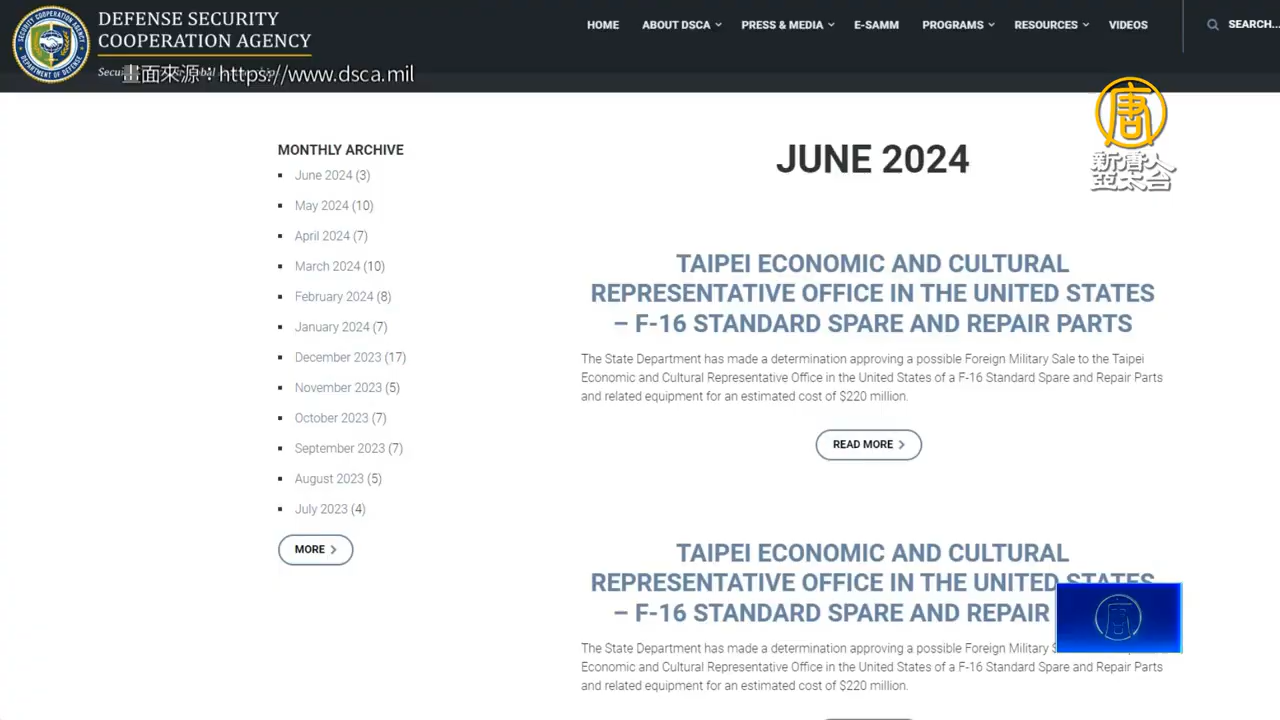 DEFENSE SECURITY
COOPERATION AGENCY
畫面來源：https://www.dsca.mil
HOME ABOUT DSCA PRESS & MEDIA E-SAMM PROGRAMS RESOURCES VIDEOS SEARCH...
唐
新唐人
亞太台
MONTHLY ARCHIVE
June 2024 (3)
May 2024 (10)
April 2024 (7)
March 2024 (10)
February 2024 (8)
January 2024 (7)
December 2023 (17)
November 2023 (5)
October 2023 (7)
September 2023 (7)
August 2023 (5)
July 2023 (4)
MORE
JUNE 2024
TAIPEI ECONOMIC AND CULTURAL
REPRESENTATIVE OFFICE IN THE UNITED STATES
– F-16 STANDARD SPARE AND REPAIR PARTS
The State Department has made a determination approving a possible Foreign Military Sale to the Taipei
Economic and Cultural Representative Office in the United States of a F-16 Standard Spare and Repair Parts
and related equipment for an estimated cost of $220 million.
READ MORE
TAIPEI ECONOMIC AND CULTURAL
REPRESENTATIVE OFFICE IN THE UNITED STATES
– F-16 STANDARD SPARE AND REPAIR
The State Department has made a determination approving a possible Foreign Military
Economic and Cultural Representative Office in the United States of a F-16 Standard Spare and Repair Parts
and related equipment for an estimated cost of $220 million.